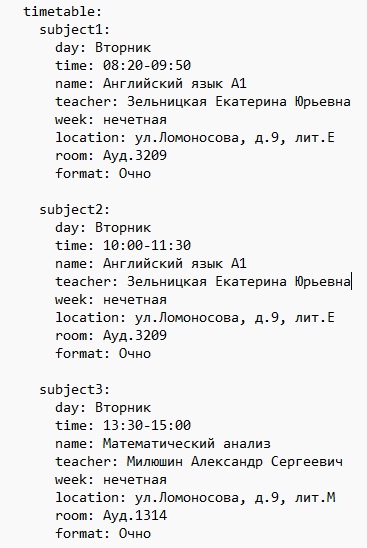 timetable:
  subject1:
    day: Вторник
    time: 08:20-09:50
    name: Английский язык А1
    teacher: Зельницкая Екатерина Юрьевна
    week: нечетная
    location: ул.Ломоносова, д.9, лит.Е
    room: Ауд.3209
    format: Очно

  subject2:
    day: Вторник
    time: 10:00-11:30
    name: Английский язык А1
    teacher: Зельницкая Екатерина Юрьевна
    week: нечетная
    location: ул.Ломоносова, д.9, лит.Е
    room: Ауд.3209
    format: Очно

  subject3:
    day: Вторник
    time: 13:30-15:00
    name: Математический анализ
    teacher: Милюшин Александр Сергеевич
    week: нечетная
    location: ул.Ломоносова, д.9, лит.М
    room: Ауд.1314
    format: Очно